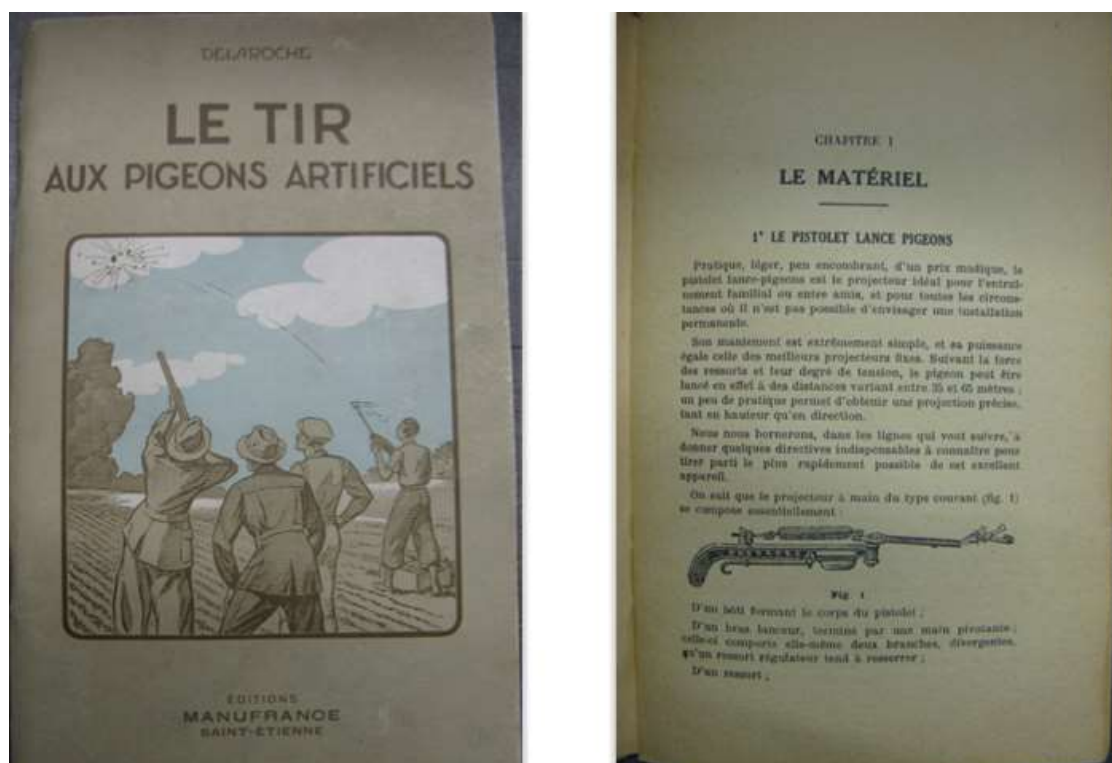 DELAROCHE
LE TIR
AUX PIGEONS ARTIFICIELS
EDITIONS
MANUFRANCE
SAINT-ÉTIENNE
CHAPITRE I
LE MATÉRIEL
1° LE PISTOLET LANCE PIGEONS
Pratique, léger, peu encombrant, d'un prix modique, le
pistolet lance-pigeons est le projecteur idéal pour l'entraî-
nement familial ou entre amis, et pour toutes les circons-
tances où il n'est pas possible d'envisager une installation
permanente.
Son maniement est extrêmement simple, et sa puissance
égale celle des meilleurs projecteurs fixes. Suivant la force
des ressorts et leur degré de tension, le pigeon peut être
lancé en effet à des distances variant entre 35 et 65 mètres ;
un peu de pratique permet d'obtenir une projection précise,
tant en hauteur qu'en direction.
Nous nous bornerons, dans les lignes qui vont suivre, à
donner quelques directives indispensables à connaître pour
tirer parti le plus rapidement possible de cet excellent
appareil.
On sait que le projecteur à main du type courant (fig. 1)
se compose essentiellement :
Fig. 1
D'un bâti formant le corps du pistolet ;
D'un bras lanceur, terminé par une main pivotante ;
celle-ci comporte elle-même deux branches, divergentes,
qu'un ressort régulateur tend à resserrer ;
D'un ressort ;